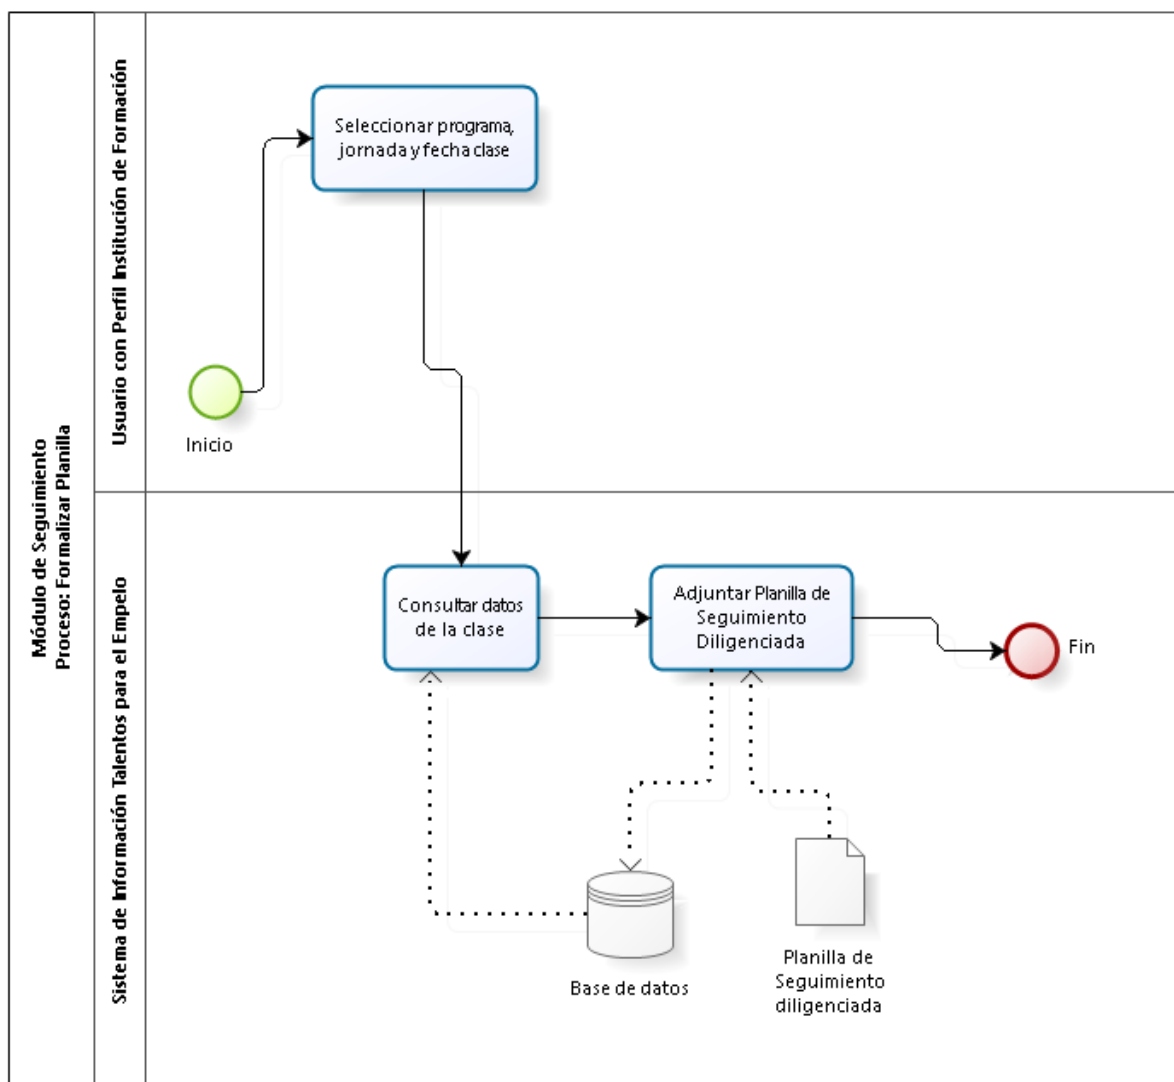 Módulo de Seguimiento
Proceso: Formalizar Planilla
Usuario con Perfil Institución de Formación
Seleccionar programa,
jornada y fecha clase
Inicio
Sistema de Información Talentos para el Empelo
Consultar datos
de la clase
Adjuntar Planilla de
Seguimiento
Diligenciada
Fin
Base de datos
Planilla de
Seguimiento
diligenciada